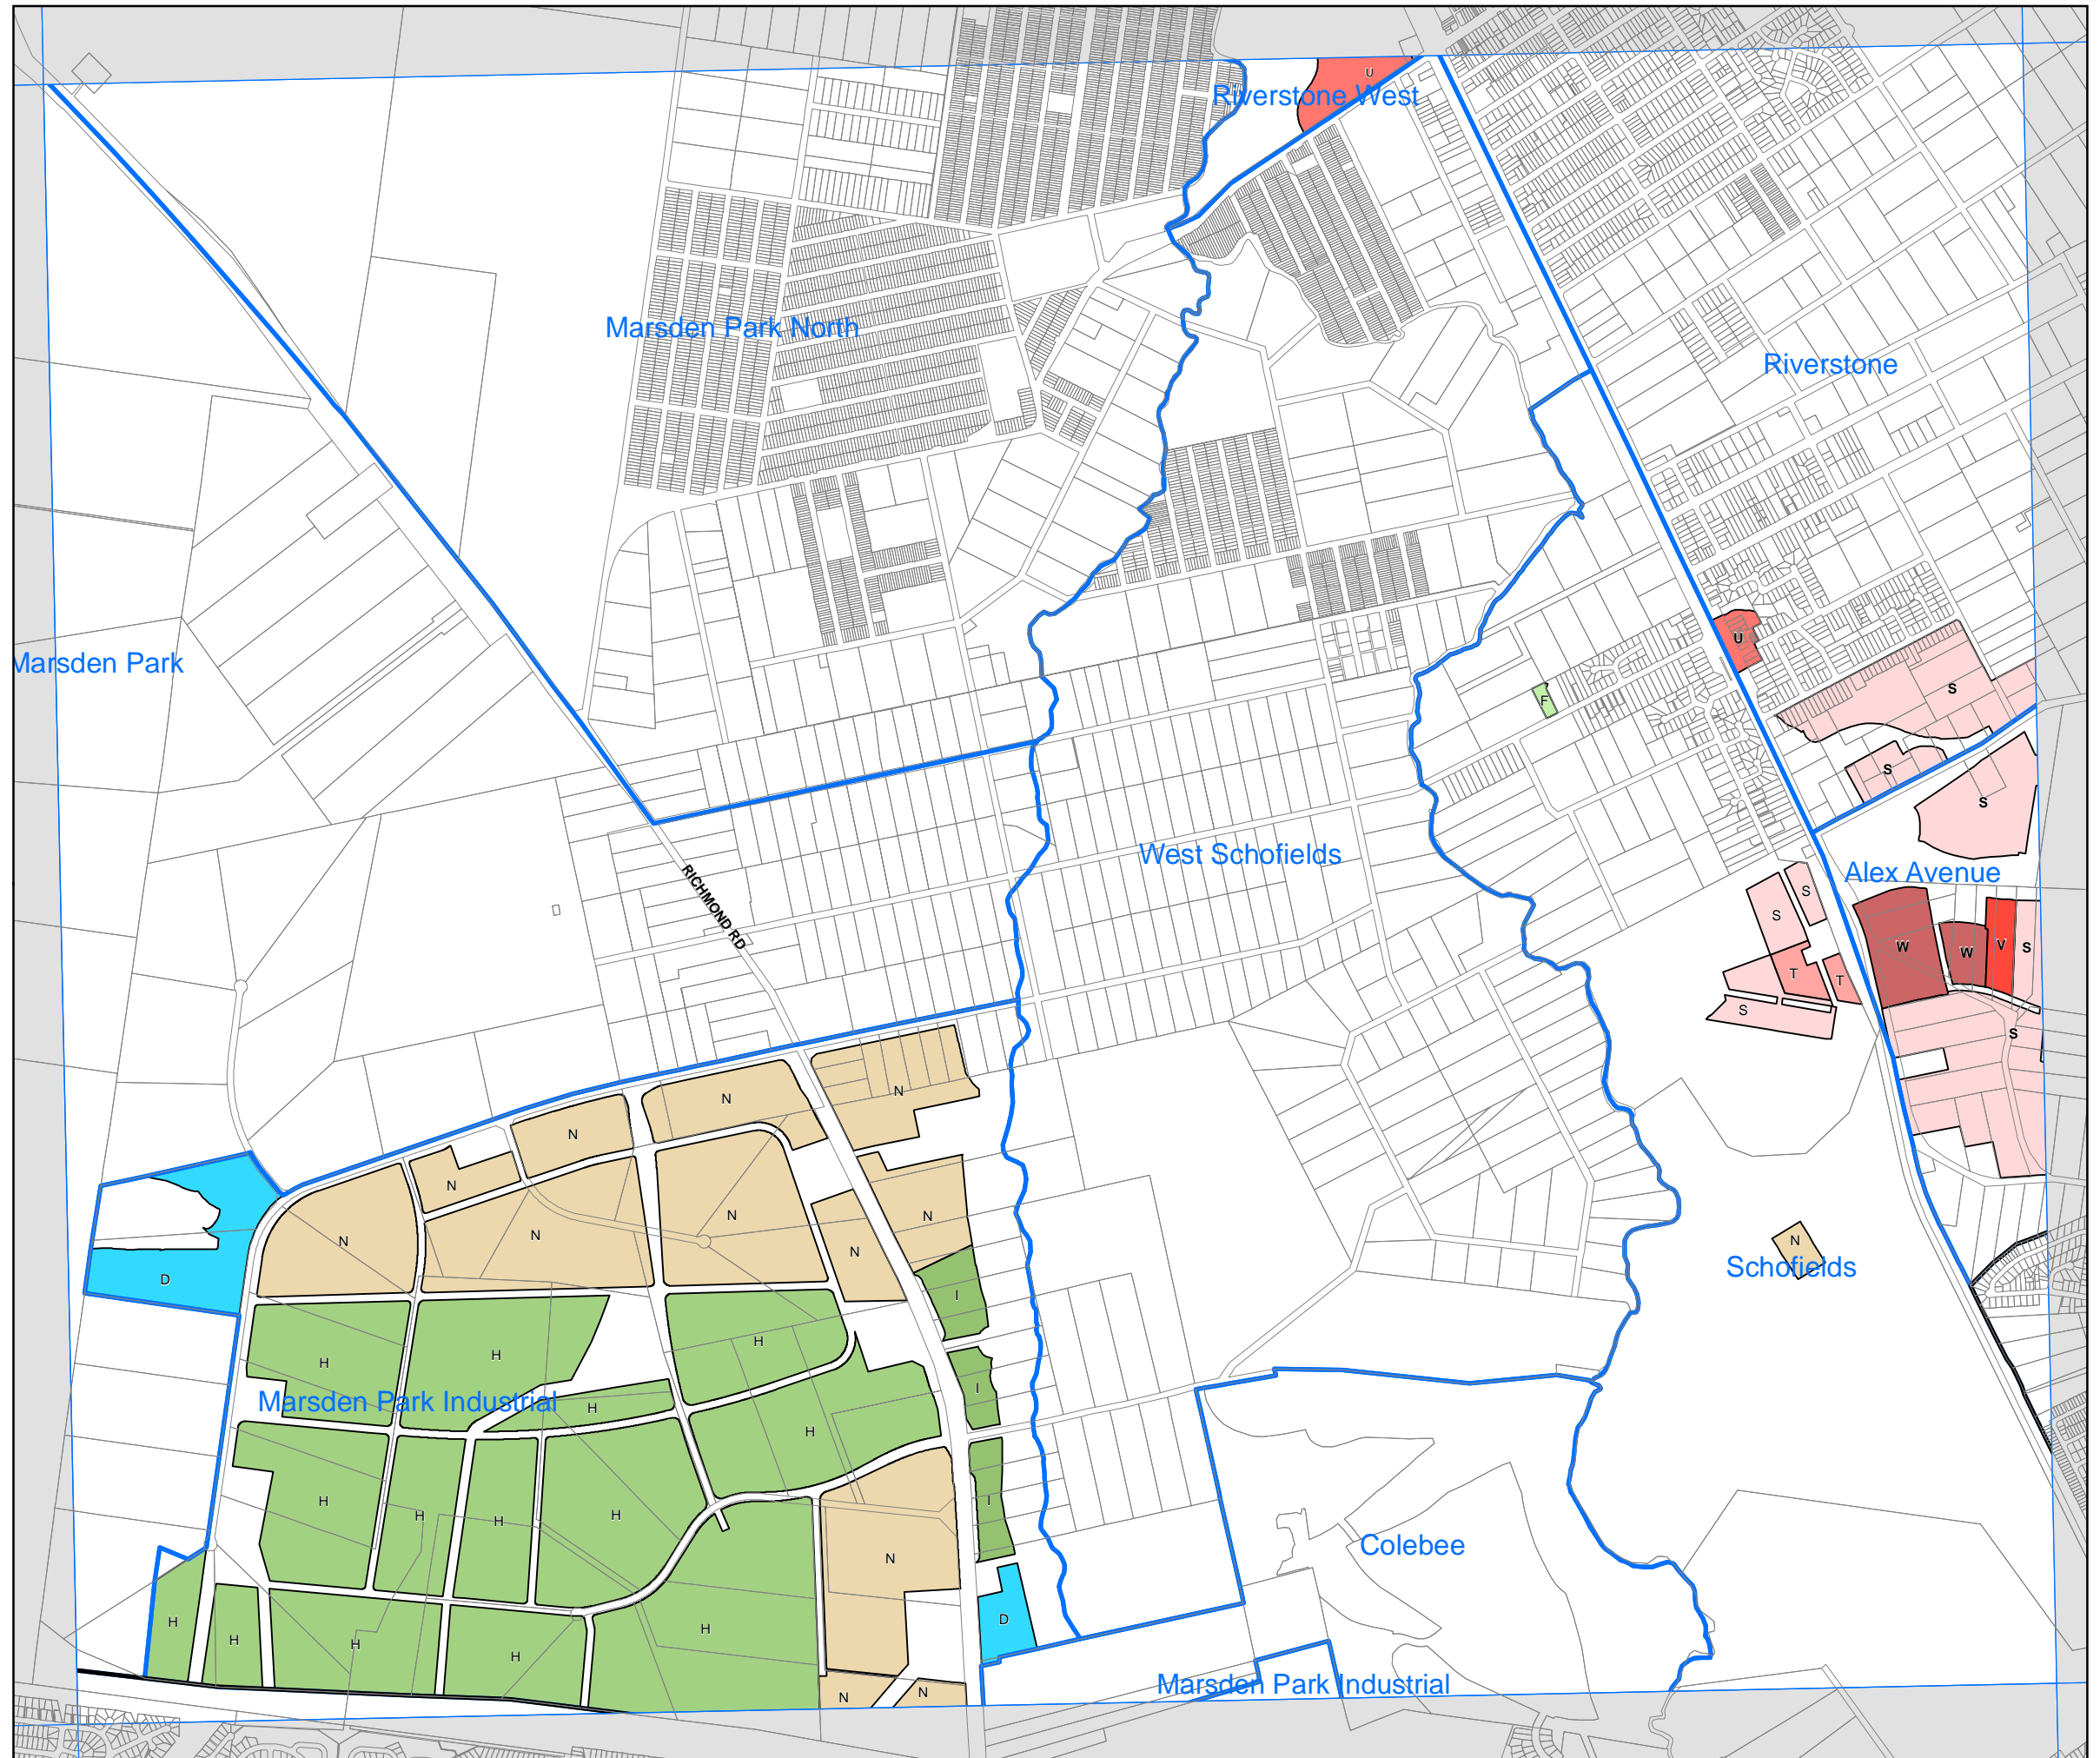 U
Riverstone West
Marsden Park North
Riverstone
U
Marsden Park
S
F
S
S
West Schofields
Alex Avenue
RICHMOND RD
S
S
W
W
V
S
T
T
S
S
N
N
N
N
N
N
N
N
N
N
Schofields
D
I
H
H
H
I
Marsden Park Industrial
H
H
H
I
H
H
H
Colebee
N
D
H
H
H
H
H
Marsden Park Industrial
N
N